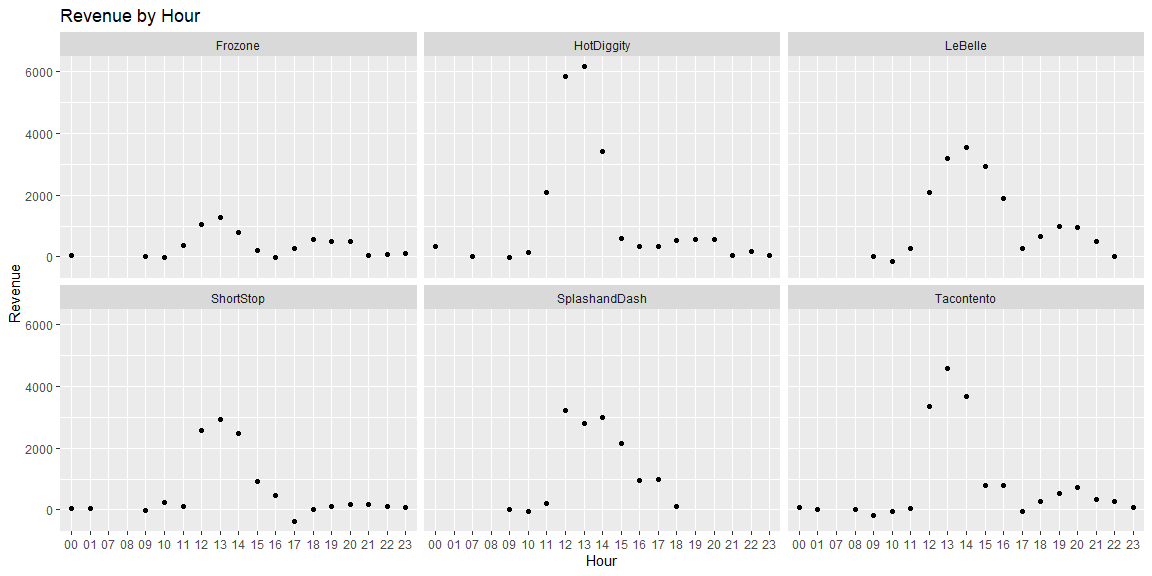 Revenue by Hour
Frozone HotDiggity LeBelle
6000
4000
2000
0
Revenue
ShortStop SplashandDash Tacontento
6000
4000
2000
0
00 01 07 08 09 10 11 12 13 14 15 16 17 18 19 20 21 22 23 00 01 07 08 09 10 11 12 13 14 15 16 17 18 19 20 21 22 23 00 01 07 08 09 10 11 12 13 14 15 16 17 18 19 20 21 22 23
Hour